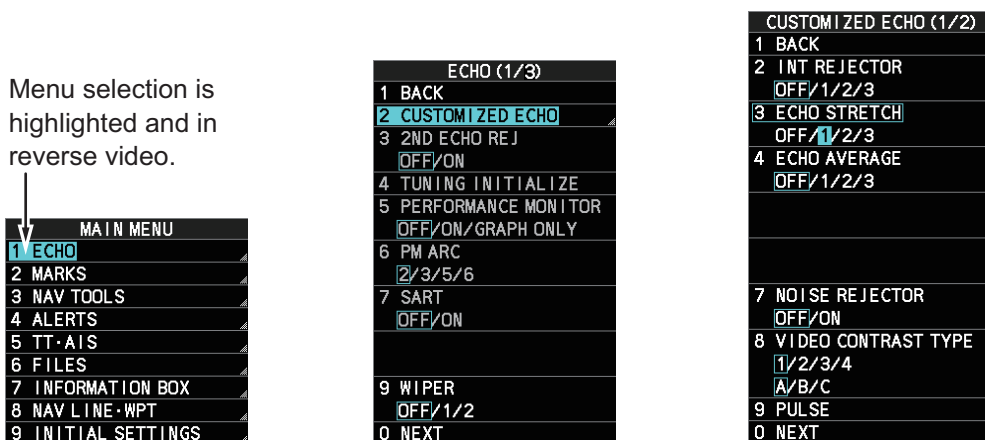 Menu selection is
highlighted and in
reverse video.
MAIN MENU
1 ECHO
2 MARKS
3 NAV TOOLS
4 ALERTS
5 TT·AIS
6 FILES
7 INFORMATION BOX
8 NAV LINE·WPT
9 INITIAL SETTINGS
ECHO (1/3)
1 BACK
2 CUSTOMIZED ECHO
3 2ND ECHO REJ
OFF/ON
4 TUNING INITIALIZE
5 PERFORMANCE MONITOR
OFF/ON/GRAPH ONLY
6 PM ARC
2/3/5/6
7 SART
OFF/ON
9 WIPER
OFF/1/2
0 NEXT
CUSTOMIZED ECHO (1/2)
1 BACK
2 INT REJECTOR
OFF/1/2/3
3 ECHO STRETCH
OFF/1/2/3
4 ECHO AVERAGE
OFF/1/2/3
7 NOISE REJECTOR
OFF/ON
8 VIDEO CONTRAST TYPE
1/2/3/4
A/B/C
9 PULSE
0 NEXT